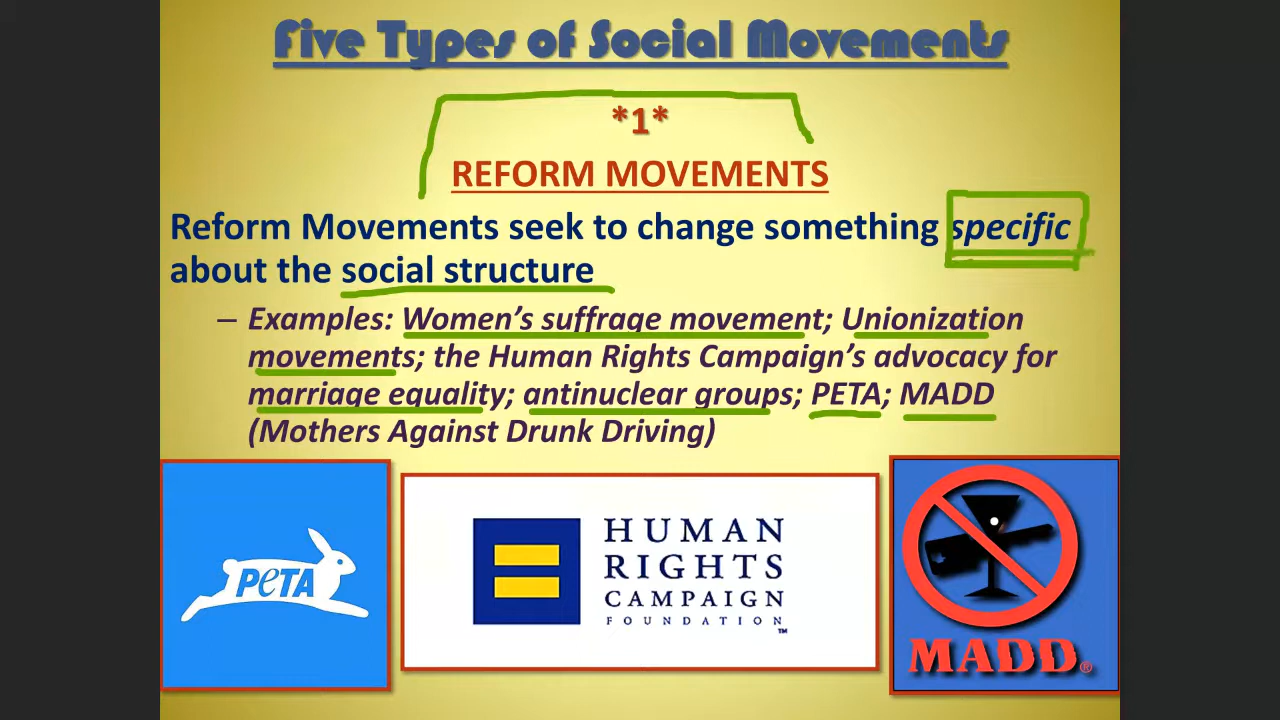 Five Types of Social Movements
*1*
REFORM MOVEMENTS
Reform Movements seek to change something specific
about the social structure
– Examples: Women's suffrage movement; Unionization
movements; the Human Rights Campaign's advocacy for
marriage equality; antinuclear groups; PETA; MADD
(Mothers Against Drunk Driving)
PeTA
HUMAN
RIGHTS
CAMPAIGN
FOUNDATION™
MADD®